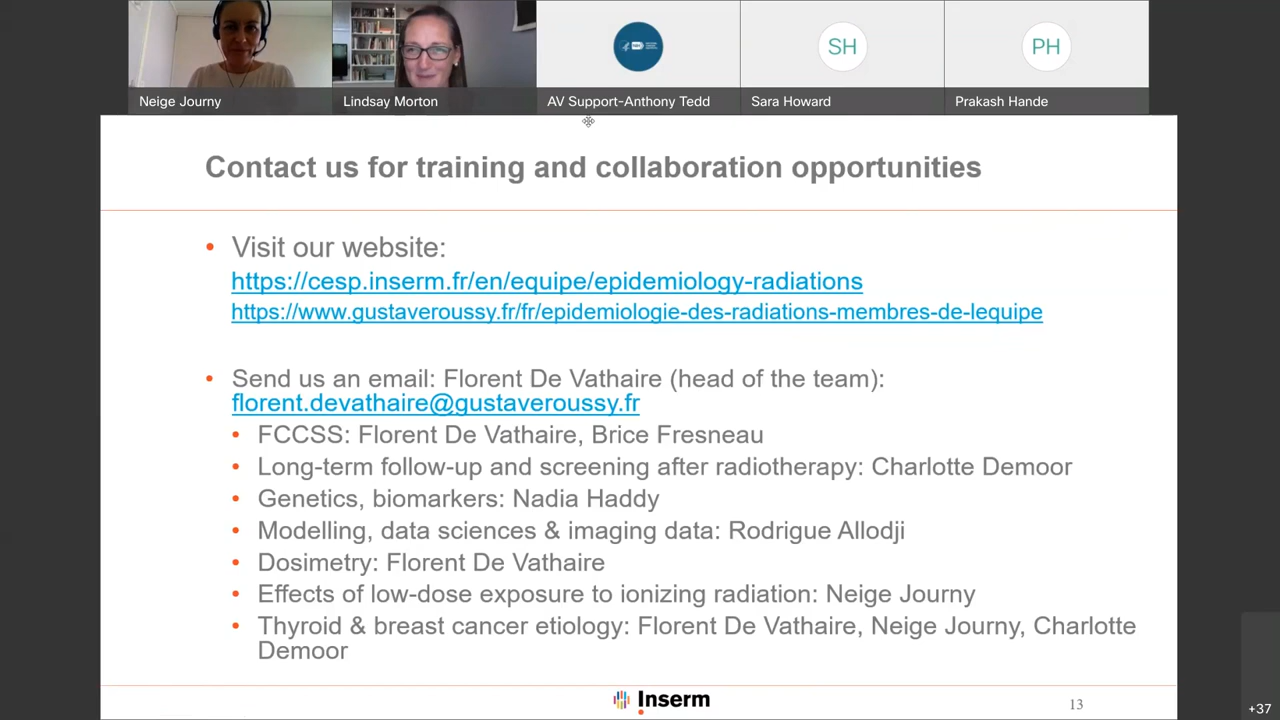 SH
PH
Neige Journy
Lindsay Morton
AV Support-Anthony Tedd
Sara Howard
Prakash Hande
Contact us for training and collaboration opportunities
• Visit our website:
https://cesp.inserm.fr/en/equipe/epidemiology-radiations
https://www.gustaveroussy.fr/fr/epidemiologie-des-radiations-membres-de-lequipe
• Send us an email: Florent De Vathaire (head of the team):
florent.devathaire@gustaveroussy.fr
• FCCSS: Florent De Vathaire, Brice Fresneau
• Long-term follow-up and screening after radiotherapy: Charlotte Demoor
• Genetics, biomarkers: Nadia Haddy
• Modelling, data sciences & imaging data: Rodrigue Allodji
• Dosimetry: Florent De Vathaire
• Effects of low-dose exposure to ionizing radiation: Neige Journy
• Thyroid & breast cancer etiology: Florent De Vathaire, Neige Journy, Charlotte
Demoor
Inserm
13
+37